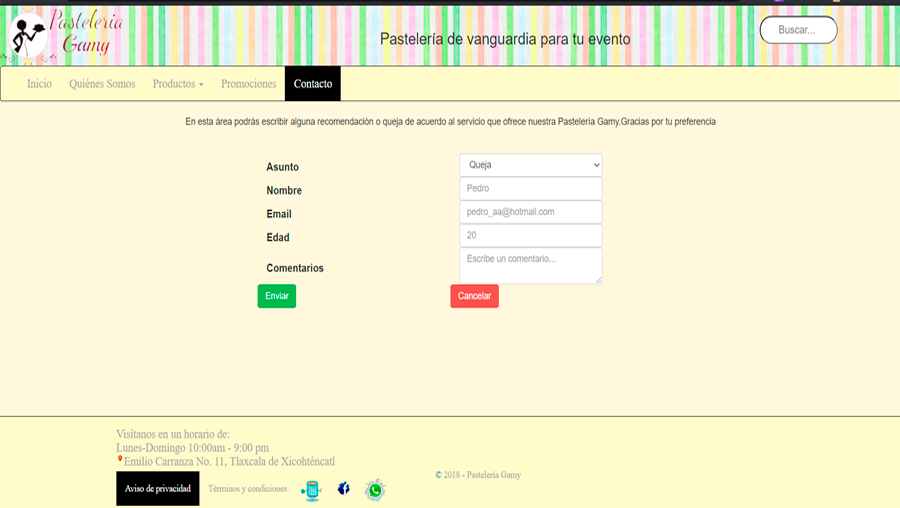 Pastelería
Gamy
Pastelería de vanguardia para tu evento
Buscar...
Inicio Quiénes Somos Productos Promociones Contacto
En esta área podrás escribir alguna recomendación o queja de acuerdo al servicio que ofrece nuestra Pastelería Gamy.Gracias por tu preferencia
Asunto Queja
Nombre Pedro
Email pedro_aa@hotmail.com
Edad 20
Comentarios Escribe un comentario...
Enviar Cancelar
Visítanos en un horario de:
Lunes-Domingo 10:00am - 9:00 pm
Emilio Carranza No. 11, Tlaxcala de Xicohténcatl
© 2018 - Pastelería Gamy
Aviso de privacidad Términos y condiciones